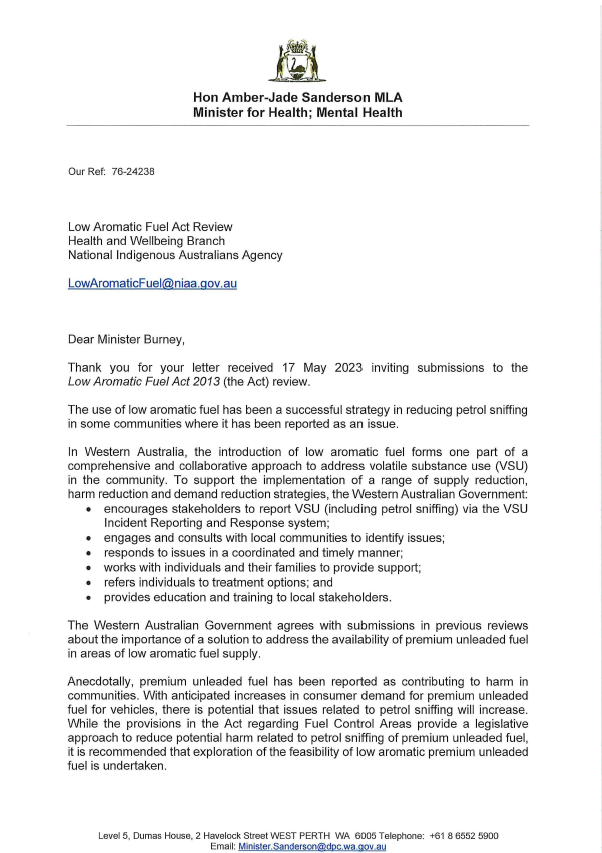 Hon Amber-Jade Sanderson MLA
Minister for Health; Mental Health
Our Ref: 76-24238
Low Aromatic Fuel Act Review
Health and Wellbeing Branch
National Indigenous Australians Agency
LowAromaticFuel@niaa.gov.au
Dear Minister Burney,
Thank you for your letter received 17 May 2023 inviting submissions to the
Low Aromatic Fuel Act 2013 (the Act) review.
The use of low aromatic fuel has been a successful strategy in reducing petrol sniffing
in some communities where it has been reported as an issue.
In Western Australia, the introduction of low aromatic fuel forms one part of a
comprehensive and collaborative approach to address volatile substance use (VSU)
in the community. To support the implementation of a range of supply reduction,
harm reduction and demand reduction strategies, the Western Australian Government:
• encourages stakeholders to report VSU (including petrol sniffing) via the VSU
Incident Reporting and Response system;
• engages and consults with local communities to identify issues;
• responds to issues in a coordinated and timely manner;
• works with individuals and their families to provide support;
• refers individuals to treatment options; and
• provides education and training to local stakeholders.
The Western Australian Government agrees with submissions in previous reviews
about the importance of a solution to address the availability of premium unleaded fuel
in areas of low aromatic fuel supply.
Anecdotally, premium unleaded fuel has been reported as contributing to harm in
communities. With anticipated increases in consumer demand for premium unleaded
fuel for vehicles, there is potential that issues related to petrol sniffing will increase.
While the provisions in the Act regarding Fuel Control Areas provide a legislative
approach to reduce potential harm related to petrol sniffing of premium unleaded fuel,
it is recommended that exploration of the feasibility of low aromatic premium unleaded
fuel is undertaken.
Level 5, Dumas House, 2 Havelock Street WEST PERTH WA 6005 Telephone: +61 8 6552 5900
Email: Minister.Sanderson@dpc.wa.gov.au